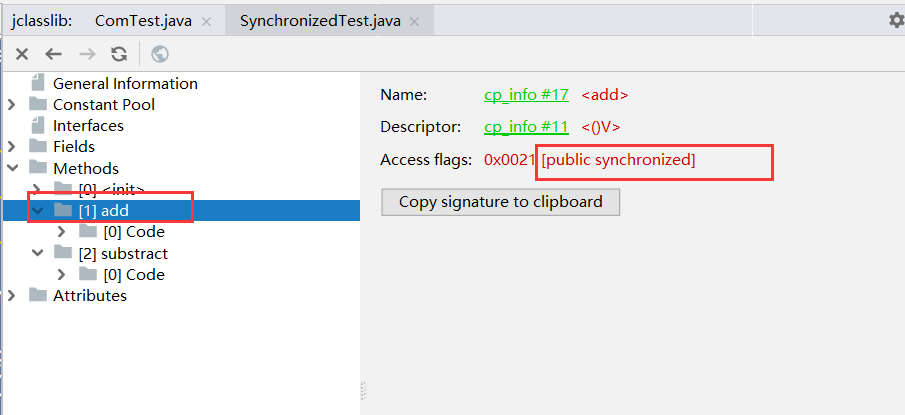 jclasslib: ComTest.java SynchronizedTest.java
General Information
Constant Pool
Interfaces
Fields
Methods
[0] <init>
[1] add
[0] Code
[2] substract
[0] Code
Attributes
Name: cp_info #17 <add>
Descriptor: cp_info #11 <()V>
Access flags: 0x0021 [public synchronized]
Copy signature to clipboard